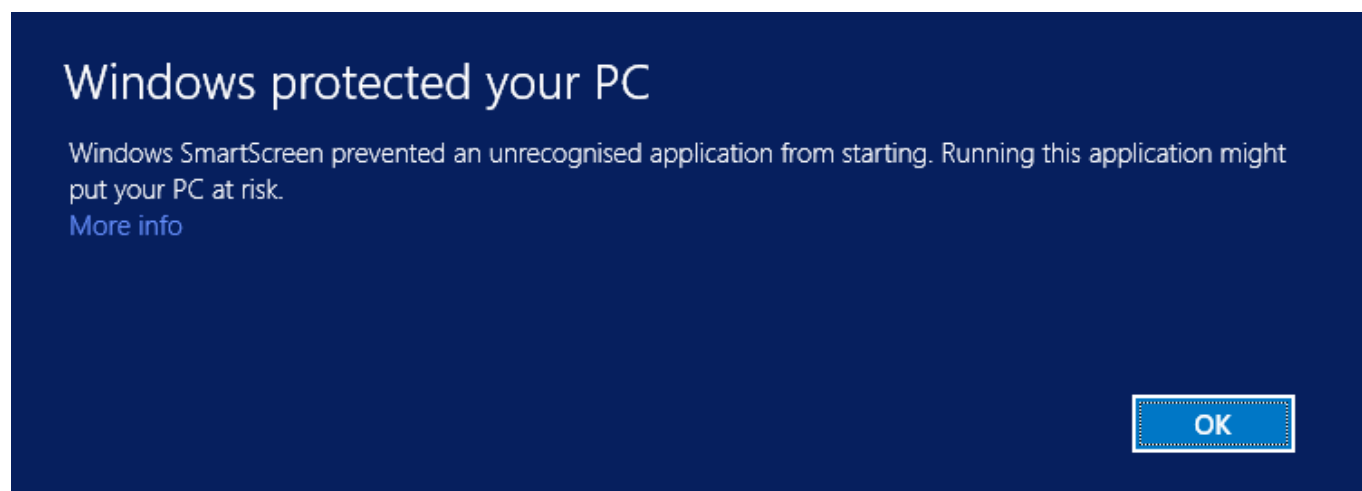 Windows protected your PC
Windows SmartScreen prevented an unrecognised application from starting. Running this application might
put your PC at risk.
More info
OK